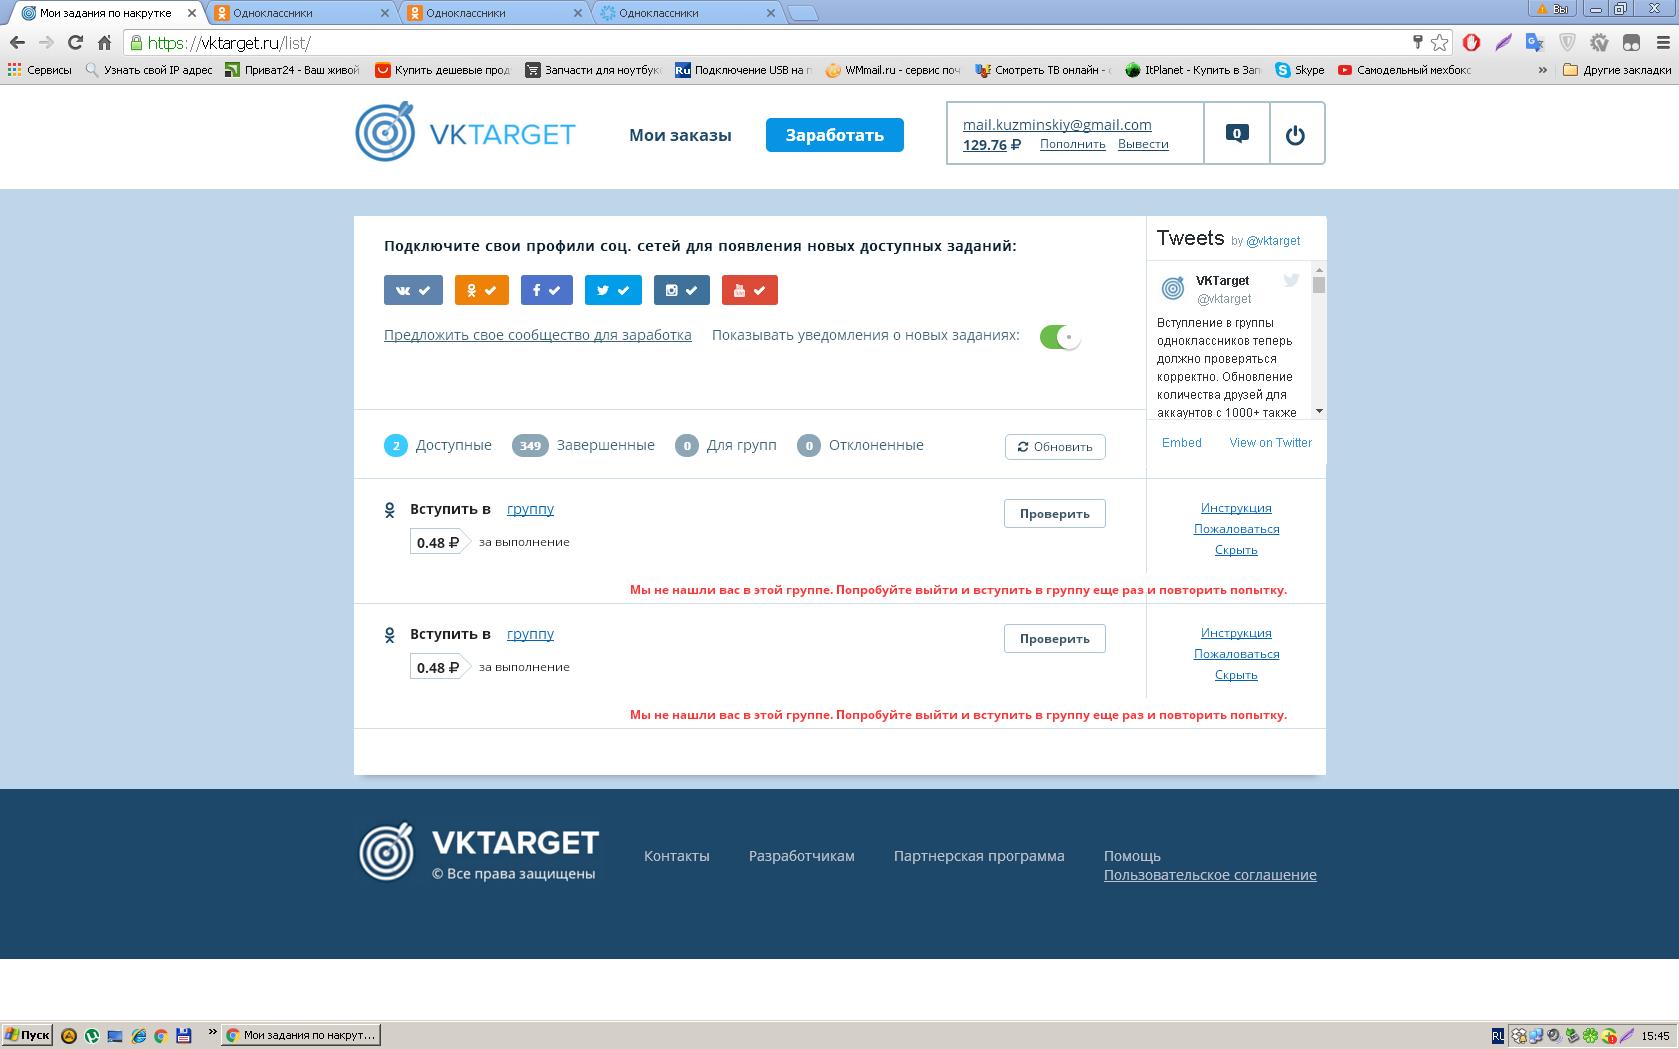 Мои задания по накрутке
Одноклассники
Одноклассники
Одноклассники
Вы
https://vktarget.ru/list/
Сервисы
Узнать свой IP адрес
Приват24 - Ваш живой
Купить дешевые прод
Запчасти для ноутбук
Ru Подключение USB на п
WMmail.ru - сервис поч
Смотреть ТВ онлайн - с
ItPlanet - Купить в Зап
Skype
Самодельный мехбокс
»
Другие закладки
VKTARGET
Мои заказы
Заработать
mail.kuzminskiy@gmail.com
129.76 ₽ Пополнить Вывести
0
Подключите свои профили соц. сетей для появления новых доступных заданий:
Предложить свое сообщество для заработка
Показывать уведомления о новых заданиях:
Tweets by @vktarget
VKTarget
@vktarget
Вступление в группы
одноклассников теперь
должно проверяться
корректно. Обновление
количества друзей для
аккаунтов с 1000+ также
Embed View on Twitter
2 Доступные 349 Завершенные 0 Для групп 0 Отклоненные
Обновить
Вступить в группу
0.48 ₽ за выполнение
Проверить
Инструкция
Пожаловаться
Скрыть
Мы не нашли вас в этой группе. Попробуйте выйти и вступить в группу еще раз и повторить попытку.
Вступить в группу
0.48 ₽ за выполнение
Проверить
Инструкция
Пожаловаться
Скрыть
Мы не нашли вас в этой группе. Попробуйте выйти и вступить в группу еще раз и повторить попытку.
VKTARGET
© Все права защищены
Контакты
Разработчикам
Партнерская программа
Помощь
Пользовательское соглашение
Пуск
»
Мои задания по накрут...
RU
15:45